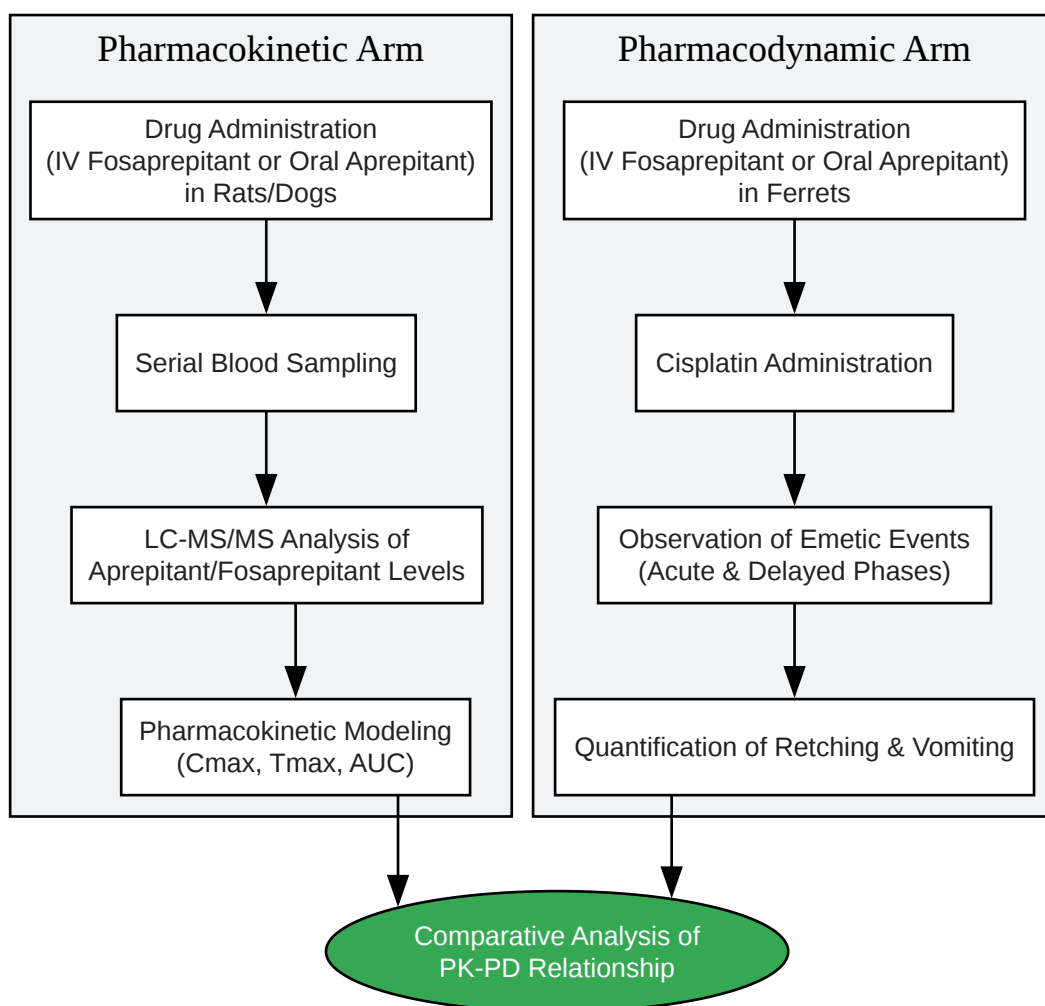 Pharmacokinetic Arm
Drug Administration
(IV Fosaprepitant or Oral Aprepitant)
in Rats/Dogs
Serial Blood Sampling
LC-MS/MS Analysis of
Aprepitant/Fosaprepitant Levels
Pharmacokinetic Modeling
(Cmax, Tmax, AUC)
Pharmacodynamic Arm
Drug Administration
(IV Fosaprepitant or Oral Aprepitant)
in Ferrets
Cisplatin Administration
Observation of Emetic Events
(Acute & Delayed Phases)
Quantification of Retching & Vomiting
Comparative Analysis of
PK-PD Relationship